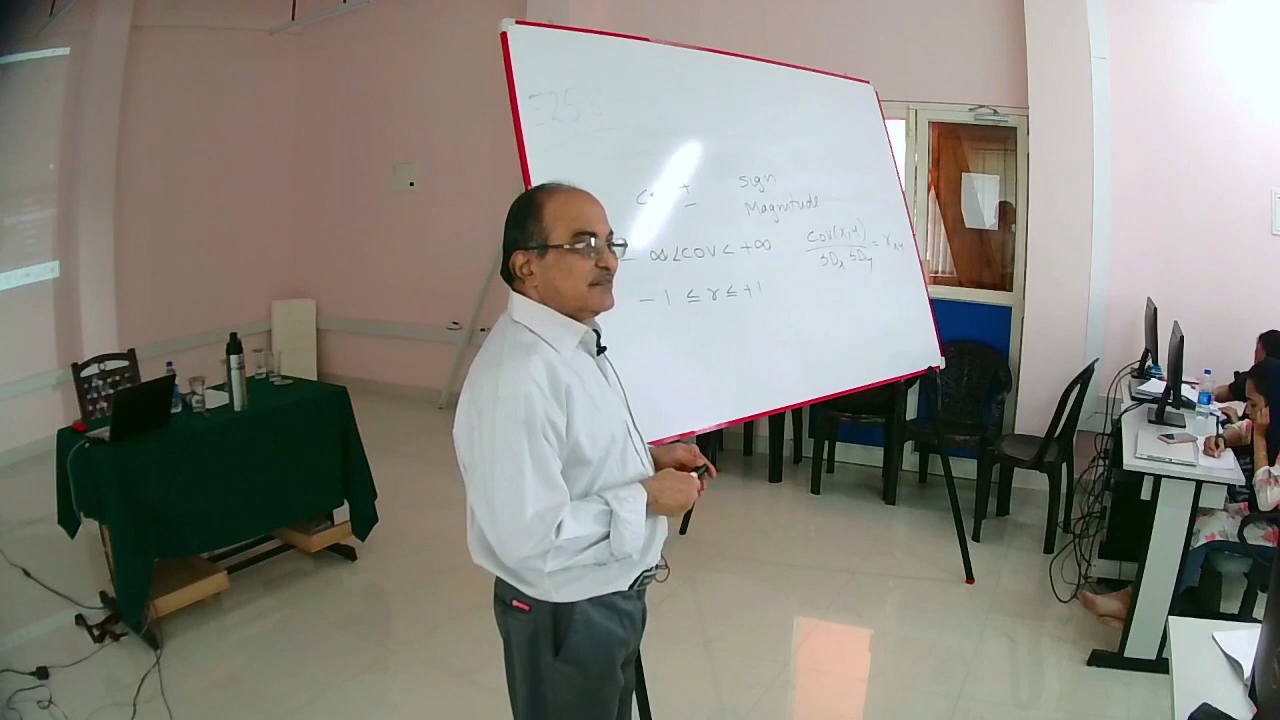 + sign
- Magnitude
- ∞ < COV < + ∞
COV(x,y) / SDx SDy = rxy
- 1 ≤ r ≤ +1